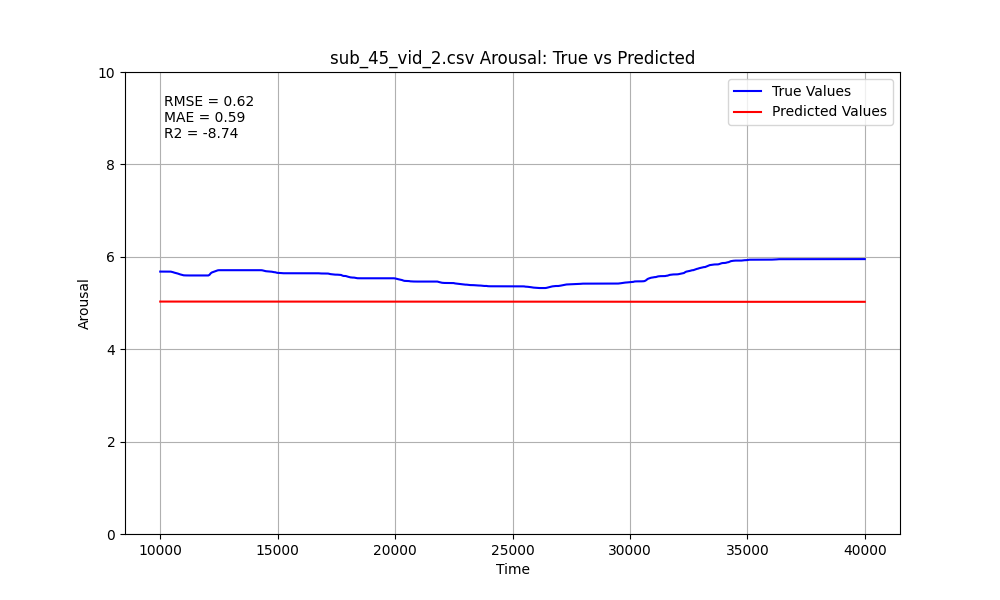 sub_45_vid_2.csv Arousal: True vs Predicted
RMSE = 0.62
MAE = 0.59
R2 = -8.74
True Values
Predicted Values
10
8
6
4
2
0
Arousal
10000
15000
20000
25000
30000
35000
40000
Time